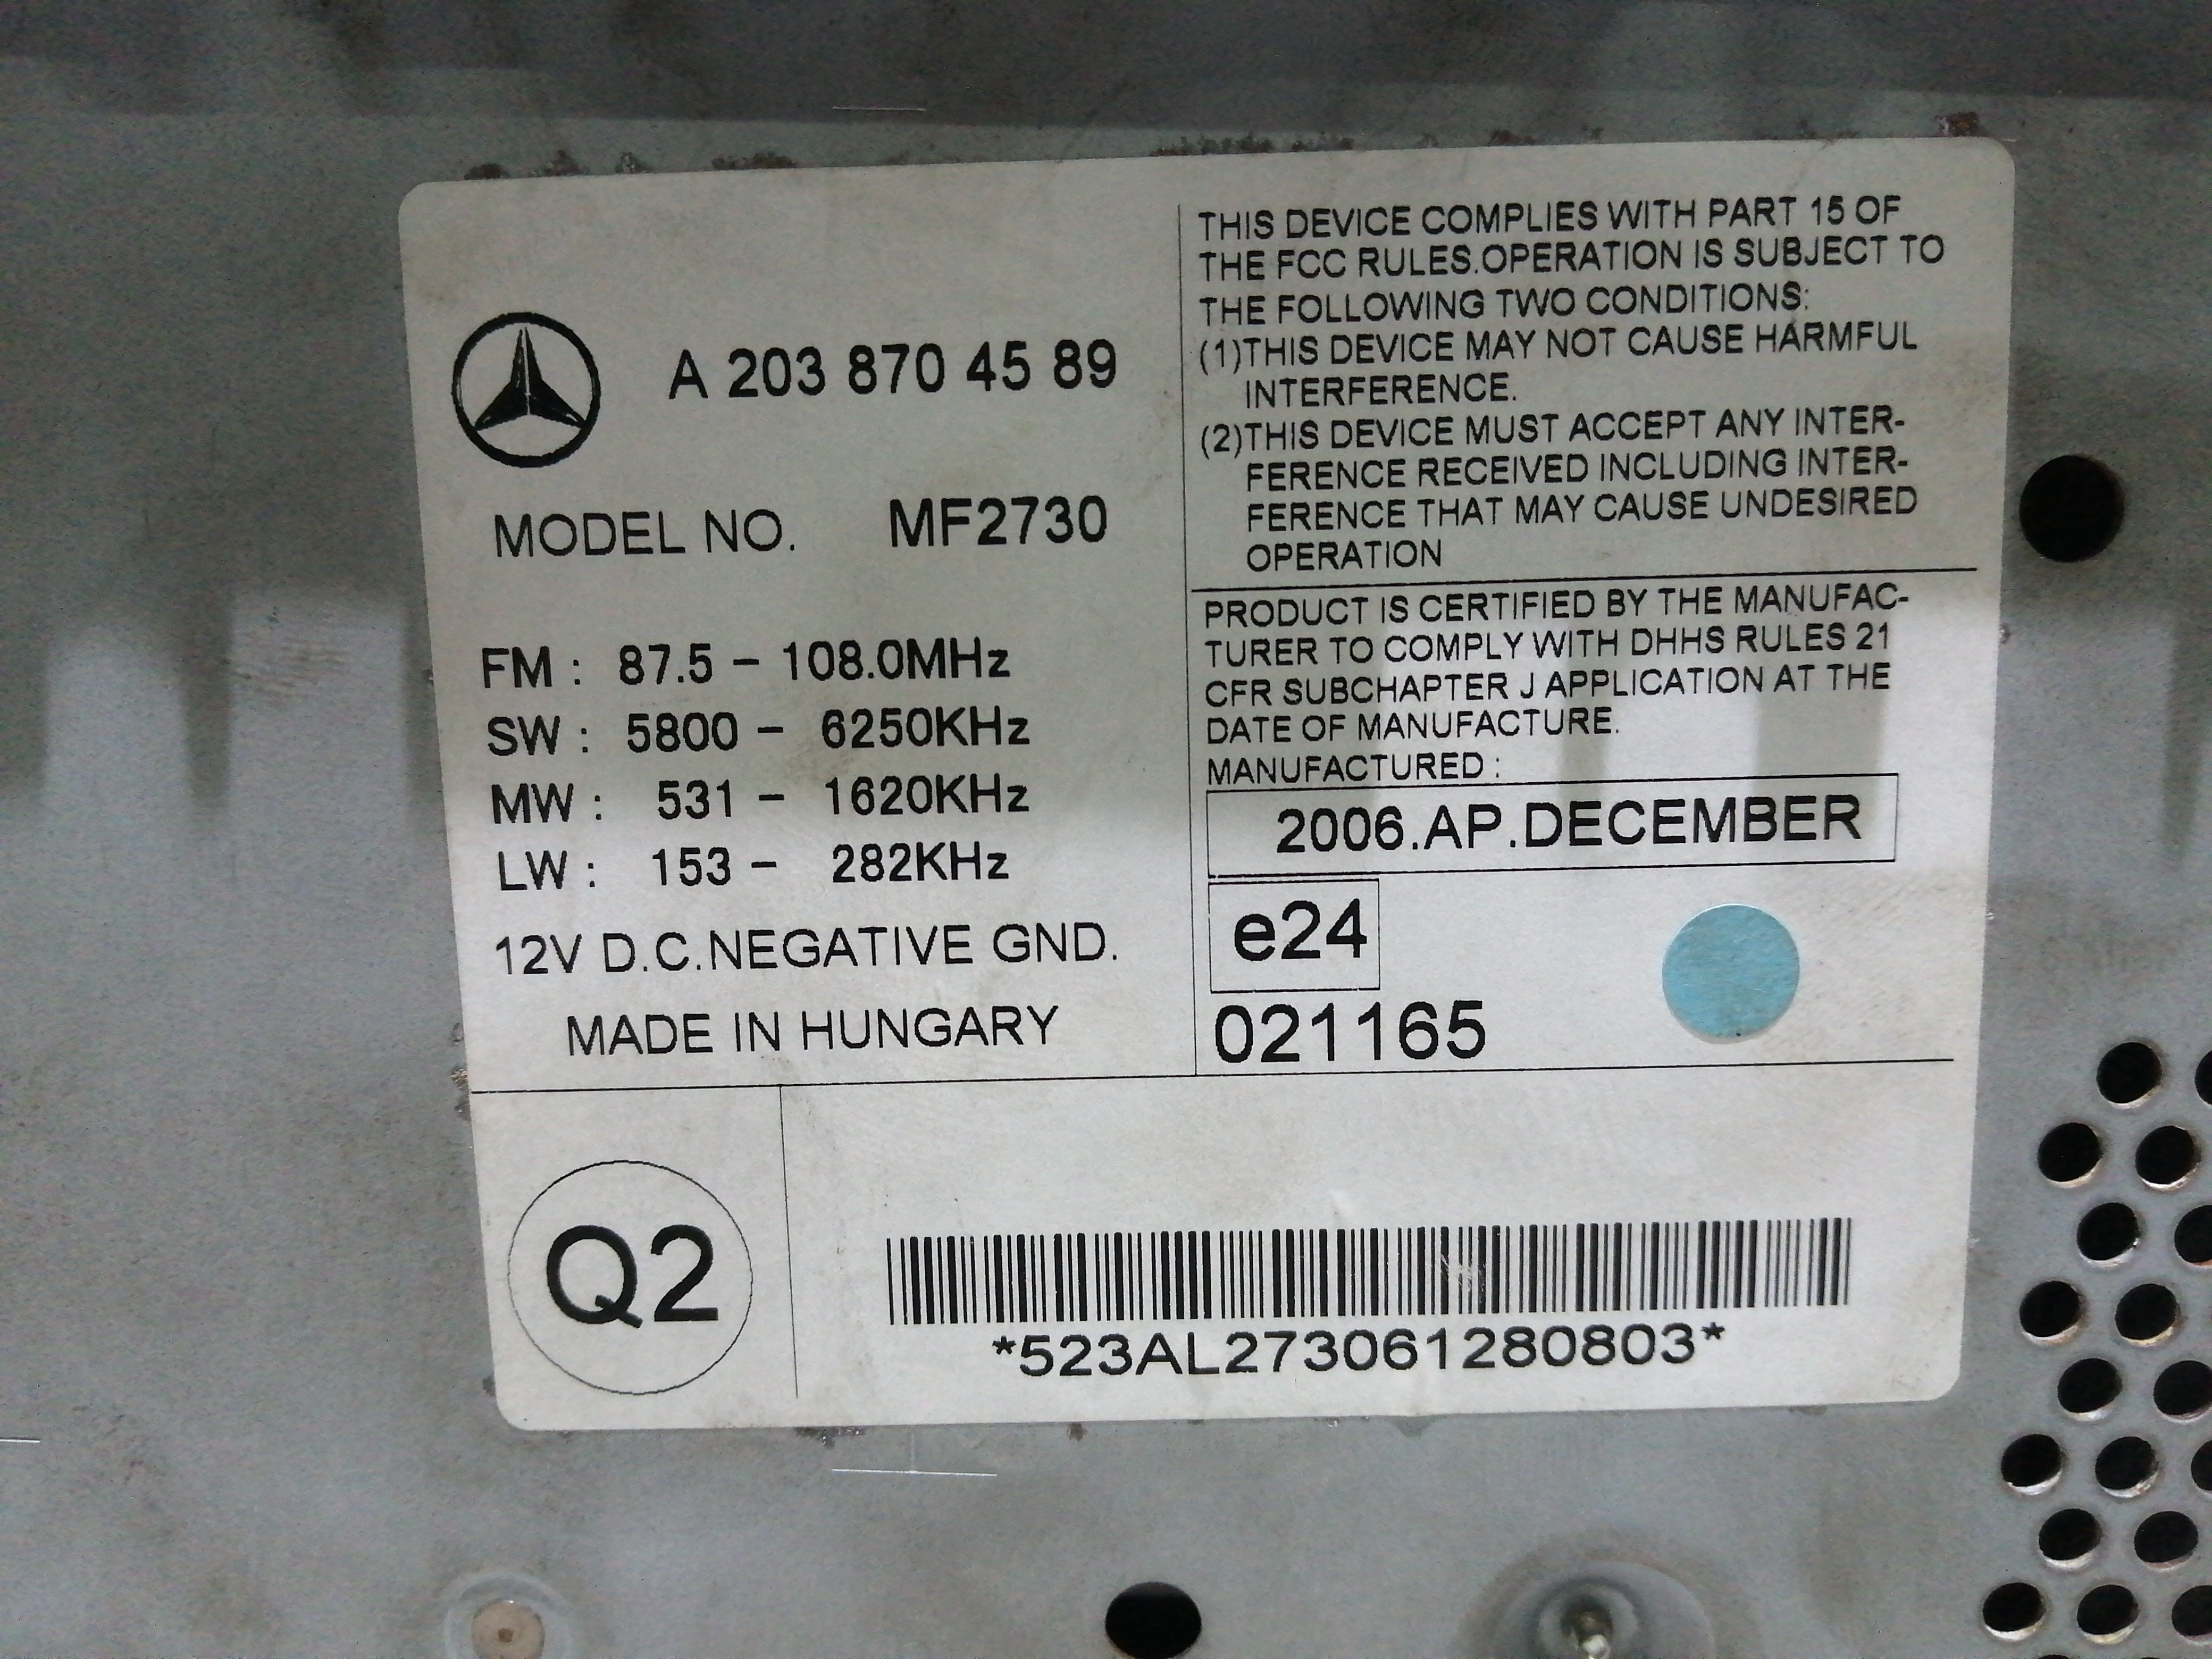 A 203 870 45 89
MODEL NO. MF2730
FM : 87.5 – 108.0MHz
SW : 5800 – 6250KHz
MW : 531 – 1620KHz
LW : 153 – 282KHz
12V D.C.NEGATIVE GND.
MADE IN HUNGARY
THIS DEVICE COMPLIES WITH PART 15 OF
THE FCC RULES.OPERATION IS SUBJECT TO
THE FOLLOWING TWO CONDITIONS:
(1)THIS DEVICE MAY NOT CAUSE HARMFUL
INTERFERENCE.
(2)THIS DEVICE MUST ACCEPT ANY INTER-
FERENCE RECEIVED INCLUDING INTER-
FERENCE THAT MAY CAUSE UNDESIRED
OPERATION
PRODUCT IS CERTIFIED BY THE MANUFAC-
TURER TO COMPLY WITH DHHS RULES 21
CFR SUBCHAPTER J APPLICATION AT THE
DATE OF MANUFACTURE.
MANUFACTURED :
2006.AP.DECEMBER
e24
021165
Q2
*523AL273061280803*